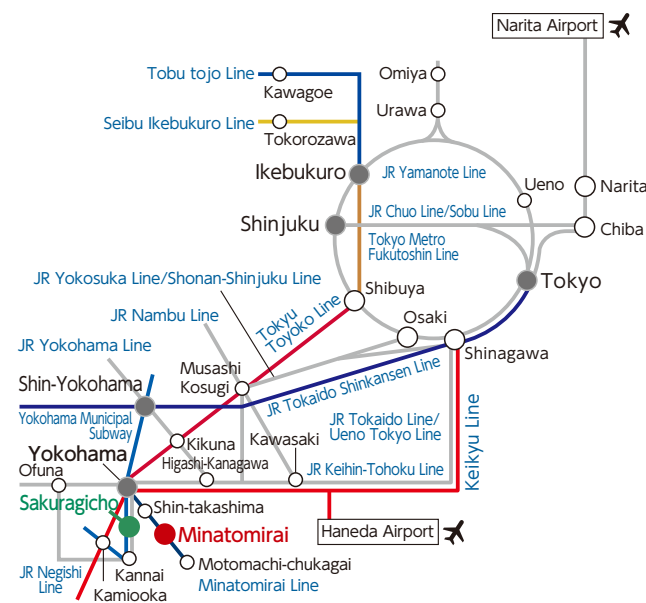 Narita Airport
Tobu tojo Line
Omiya
Kawagoe
Urawa
Seibu Ikebukuro Line
Tokorozawa
Ikebukuro
JR Yamanote Line
Ueno
Narita
Shinjuku
JR Chuo Line/Sobu Line
Chiba
Tokyo Metro
Fukutoshin Line
JR Yokosuka Line/Shonan-Shinjuku Line
Tokyo
Shibuya
JR Nambu Line
Tokyu
Toyoko Line
Osaki
JR Yokohama Line
Shinagawa
Musashi
Kosugi
Shin-Yokohama
JR Tokaido Shinkansen Line
Yokohama Municipal
Subway
JR Tokaido Line/
Ueno Tokyo Line
Keikyu Line
Kikuna
Kawasaki
Yokohama
Higashi-Kanagawa
Ofuna
JR Keihin-Tohoku Line
Sakuragicho
Shin-takashima
Minatomirai
Haneda Airport
Motomachi-chukagai
JR Negishi
Line
Kannai
Minatomirai Line
Kamiooka